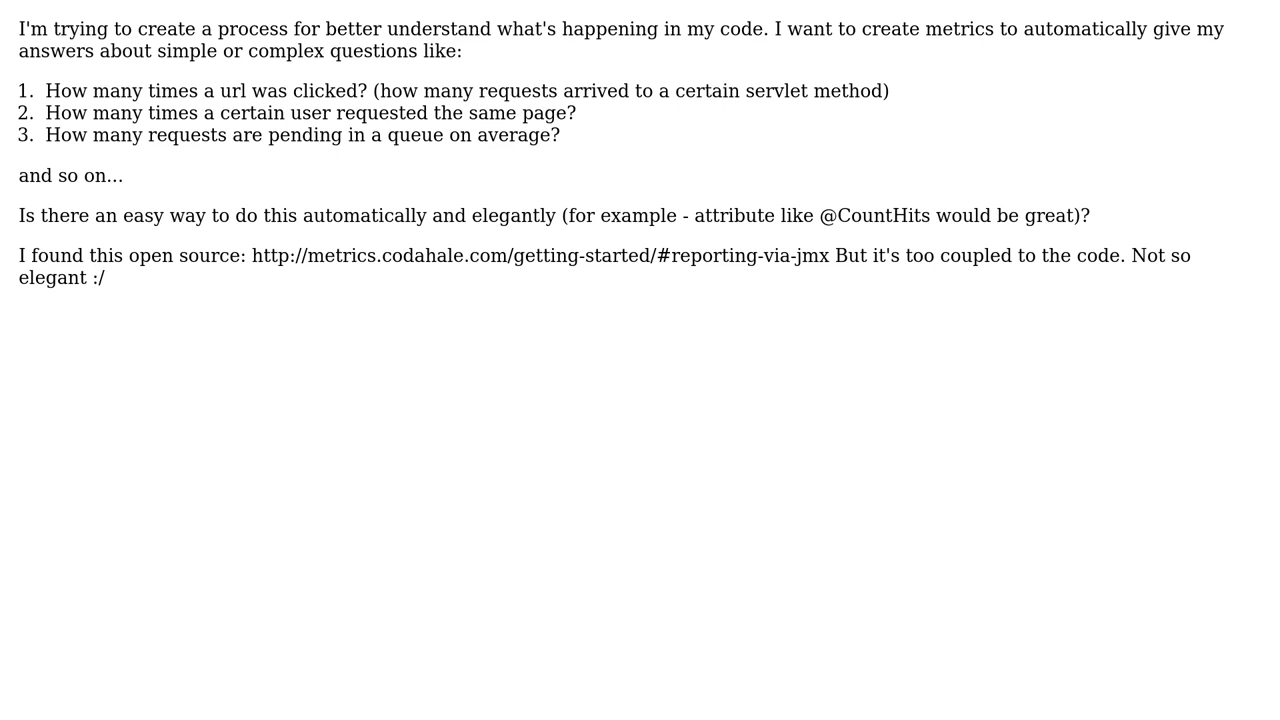 I'm trying to create a process for better understand what's happening in my code. I want to create metrics to automatically give my
answers about simple or complex questions like:
1. How many times a url was clicked? (how many requests arrived to a certain servlet method)
2. How many times a certain user requested the same page?
3. How many requests are pending in a queue on average?
and so on...
Is there an easy way to do this automatically and elegantly (for example - attribute like @CountHits would be great)?
I found this open source: http://metrics.codahale.com/getting-started/#reporting-via-jmx But it's too coupled to the code. Not so
elegant :/